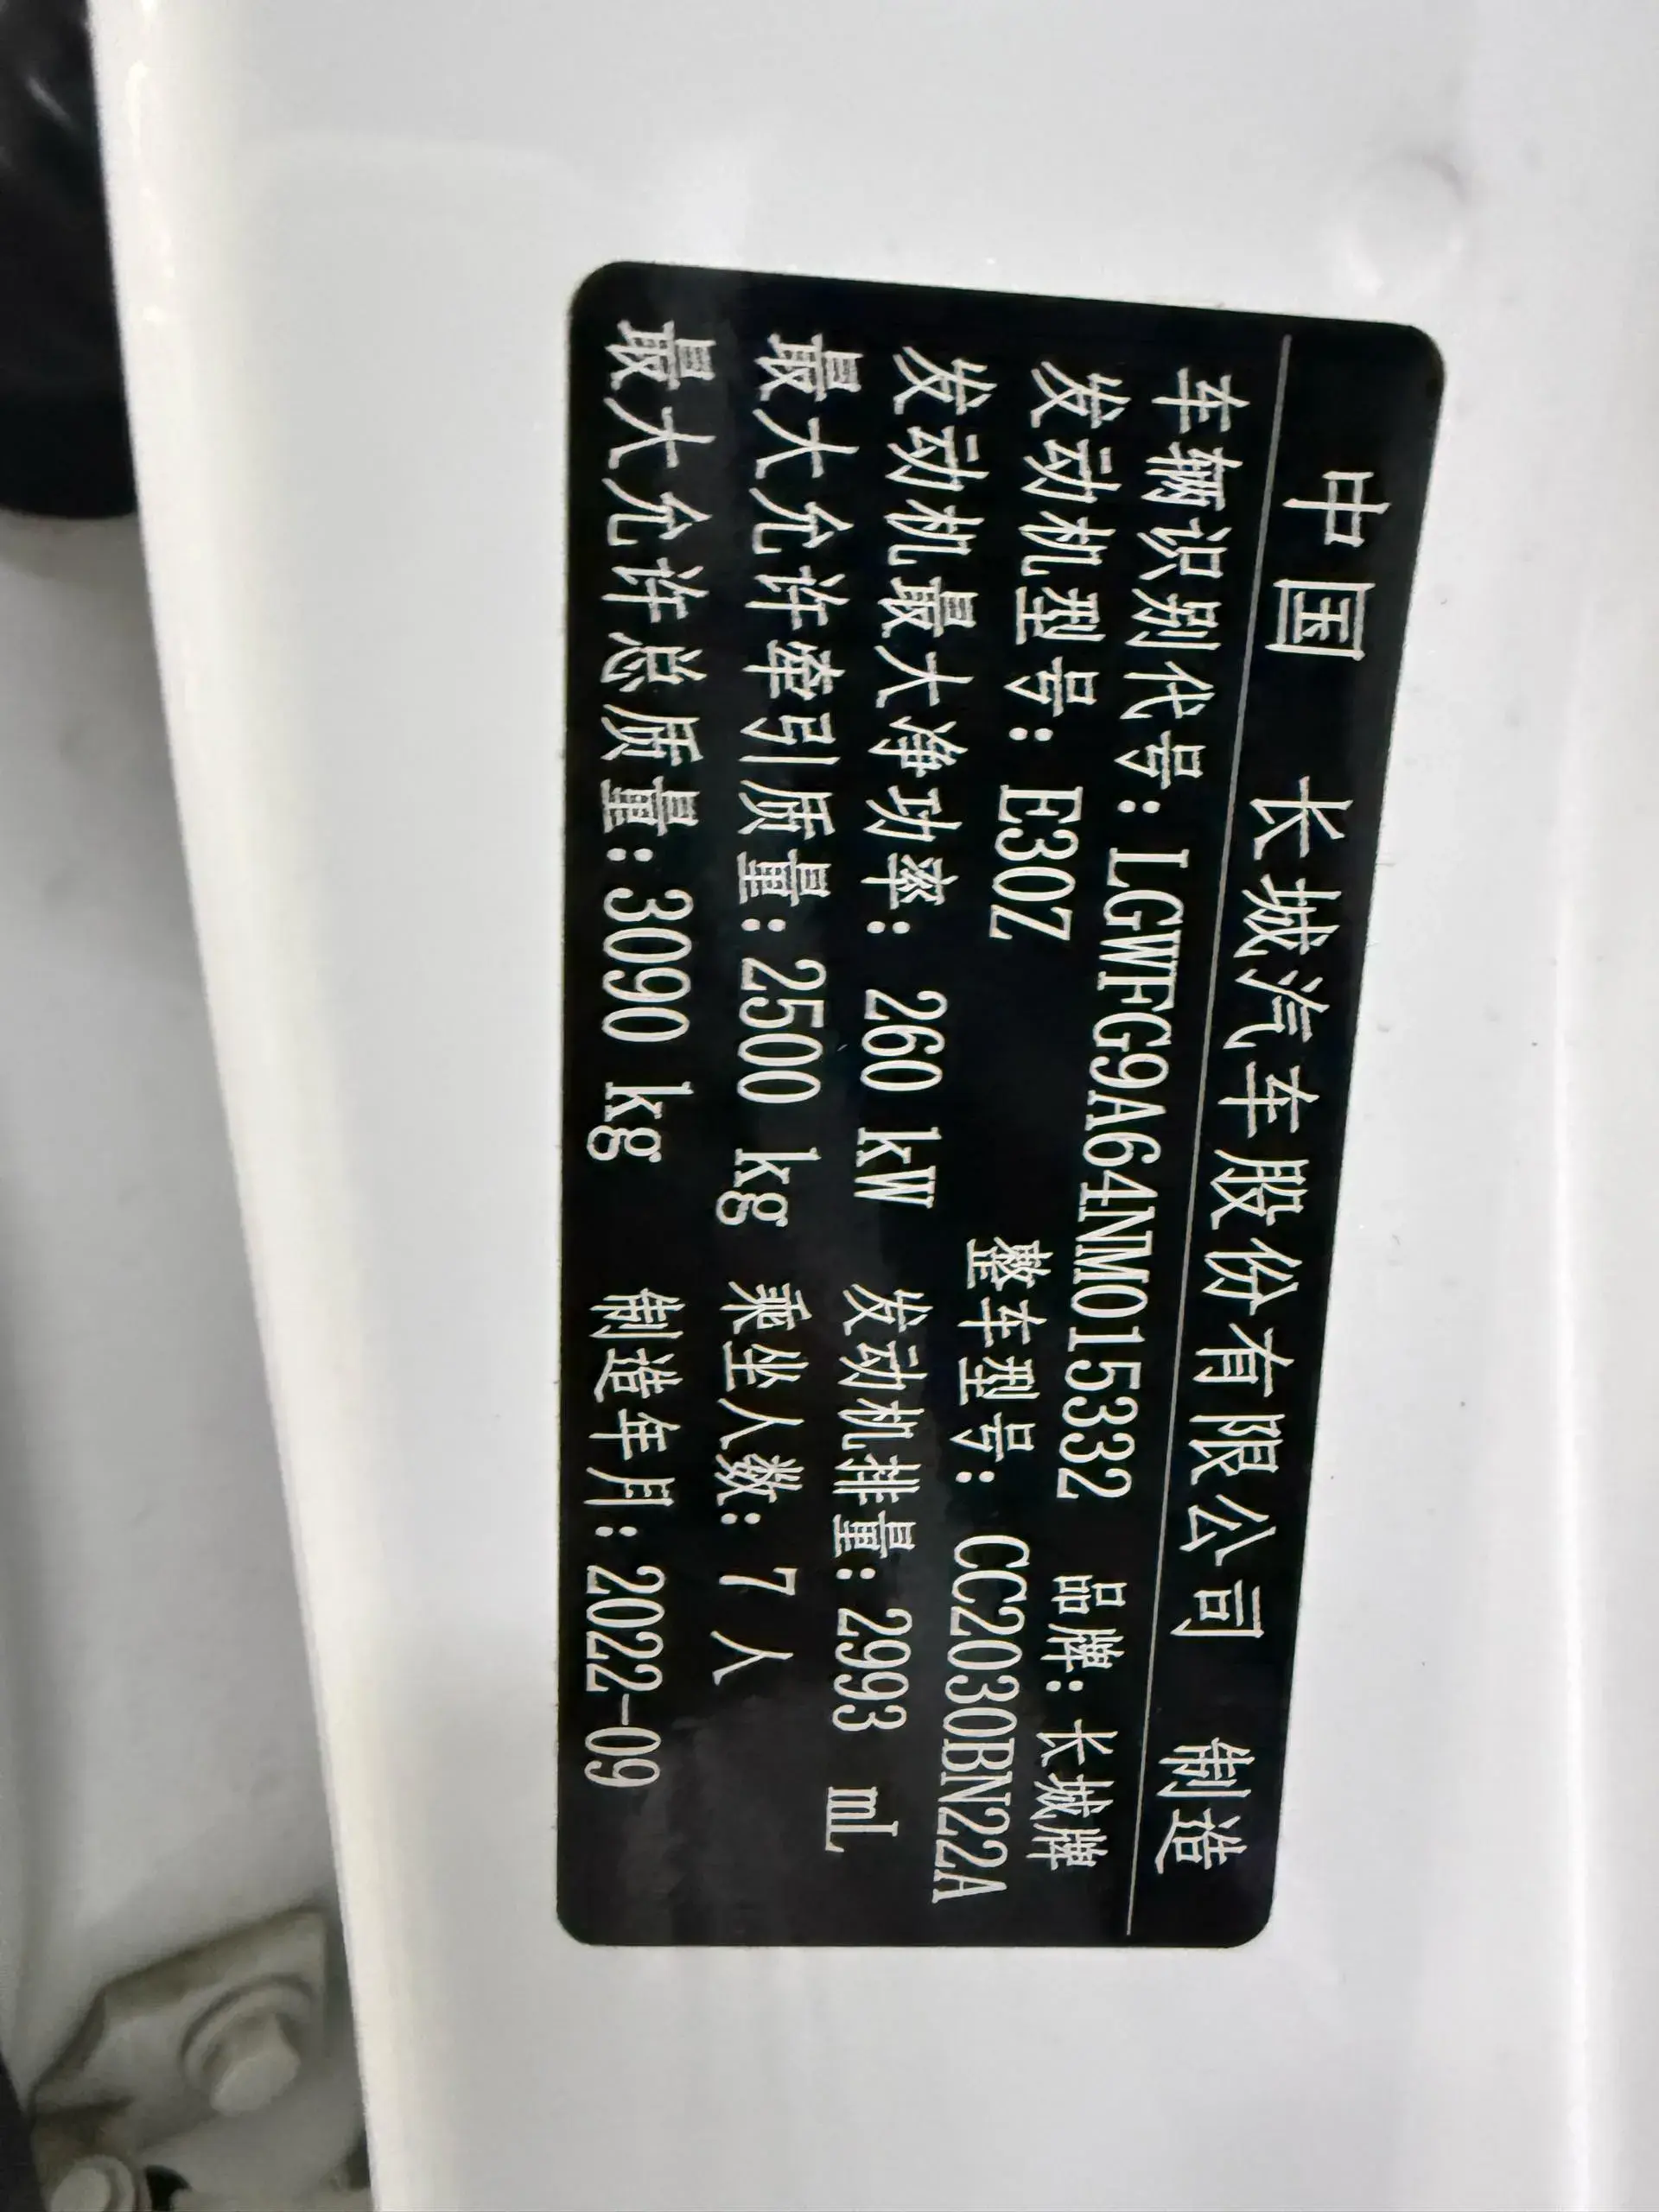 中国 长城汽车股份有限公司 制造
车辆识别代号：LGWFG9A64NM015332 品牌：长城牌
发动机型号：E30Z 整车型号：CC2030BN22A
发动机最大净功率：260 kW 发动机排量：2993 mL
最大允许牵引质量：2500 kg 乘坐人数：7 人
最大允许总质量：3090 kg 制造年月：2022-09